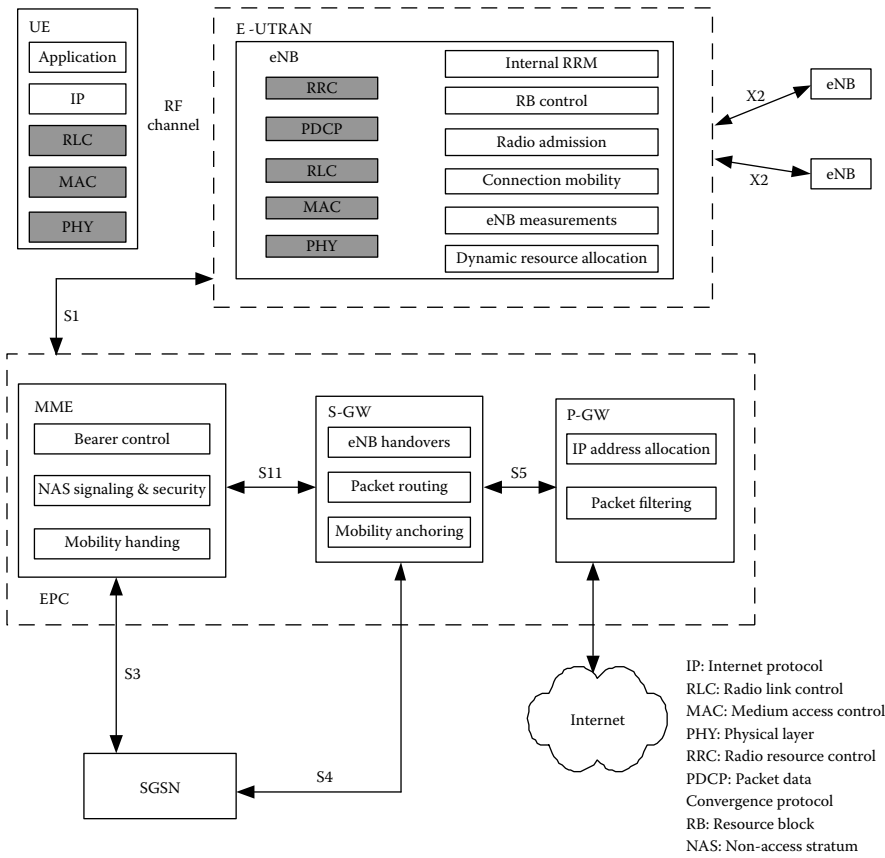 UE
Application
IP
RLC
MAC
PHY
RF
channel
E -UTRAN
eNB
RRC
PDCP
RLC
MAC
PHY
Internal RRM
RB control
Radio admission
Connection mobility
eNB measurements
Dynamic resource allocation
X2
eNB
X2
eNB
S1
MME
Bearer control
NAS signaling & security
Mobility handing
EPC
S11
S-GW
eNB handovers
Packet routing
Mobility anchoring
S5
P-GW
IP address allocation
Packet filtering
S3
SGSN
S4
Internet
IP: Internet protocol
RLC: Radio link control
MAC: Medium access control
PHY: Physical layer
RRC: Radio resource control
PDCP: Packet data
Convergence protocol
RB: Resource block
NAS: Non-access stratum